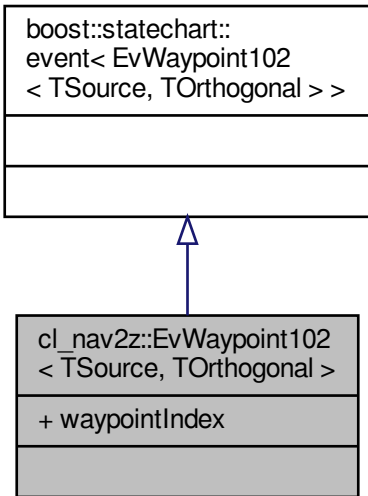 boost::statechart::
event< EvWaypoint102
< TSource, TOrthogonal > >
cl_nav2z::EvWaypoint102
< TSource, TOrthogonal >
+ waypointIndex